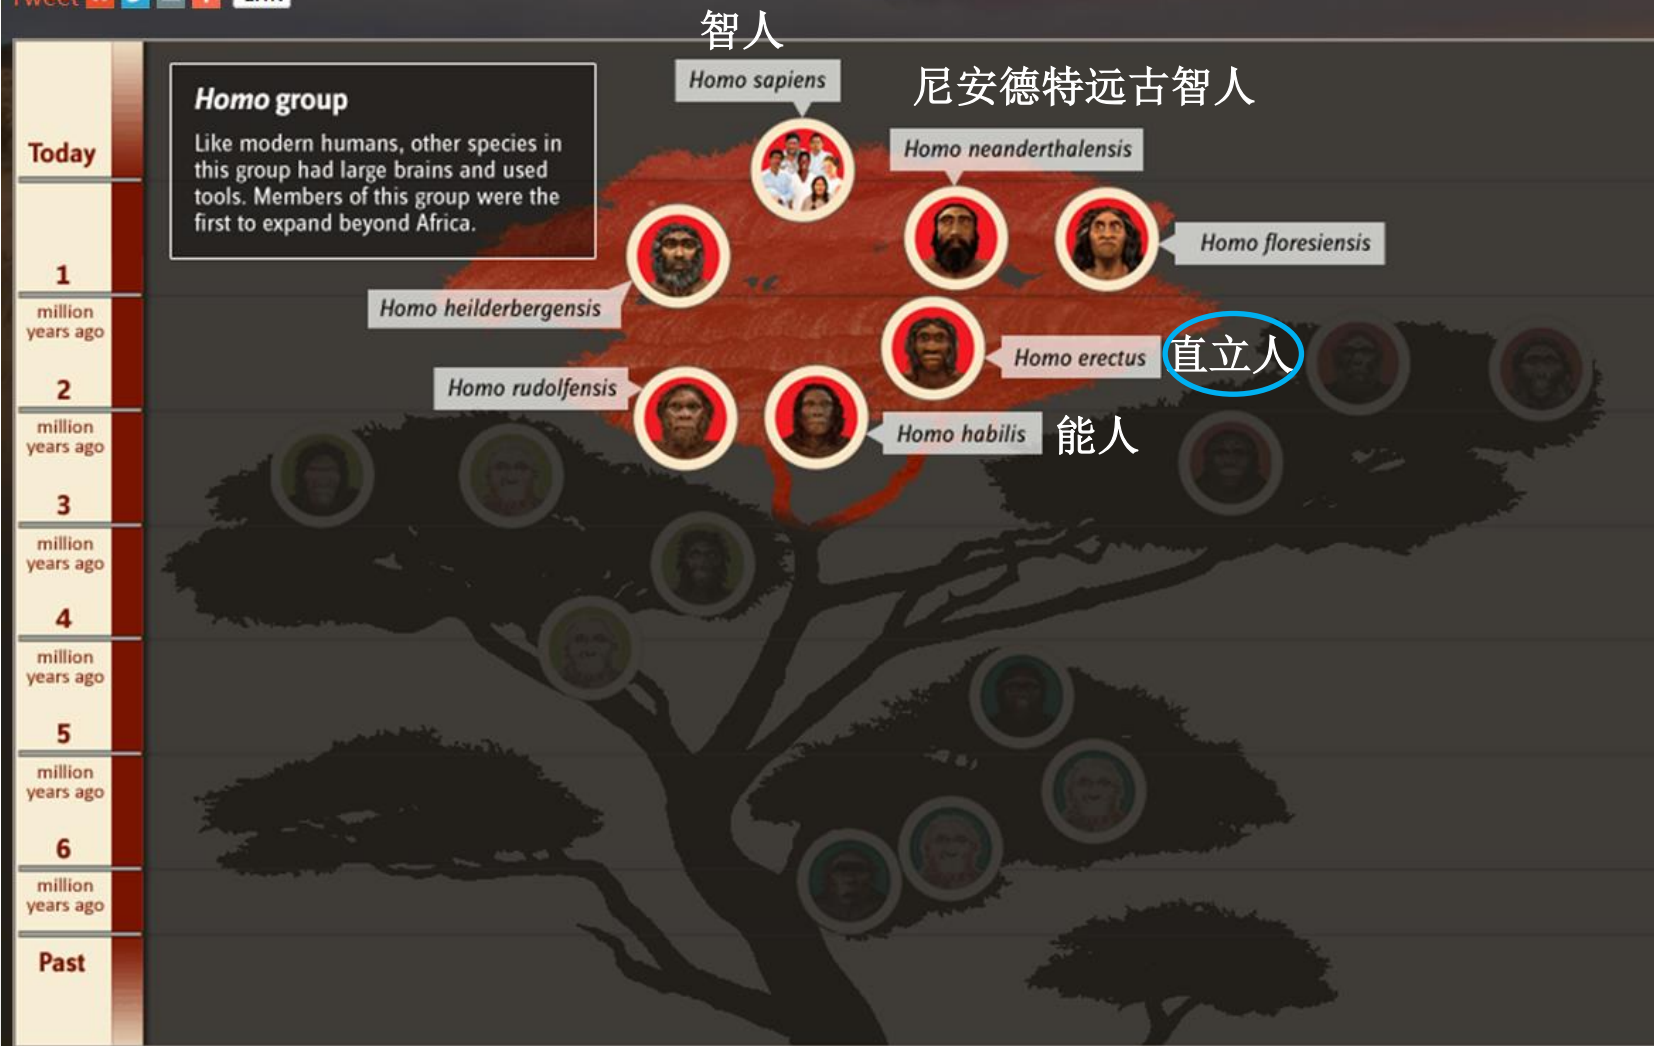 Tweet
智人
Homo sapiens
尼安德特远古智人
Homo neanderthalensis
Homo group
Like modern humans, other species in
this group had large brains and used
tools. Members of this group were the
first to expand beyond Africa.
Homo floresiensis
Homo heilderbergensis
Homo erectus
直立人
Homo rudolfensis
Homo habilis
能人
Today
1
million
years ago
2
million
years ago
3
million
years ago
4
million
years ago
5
million
years ago
6
million
years ago
Past